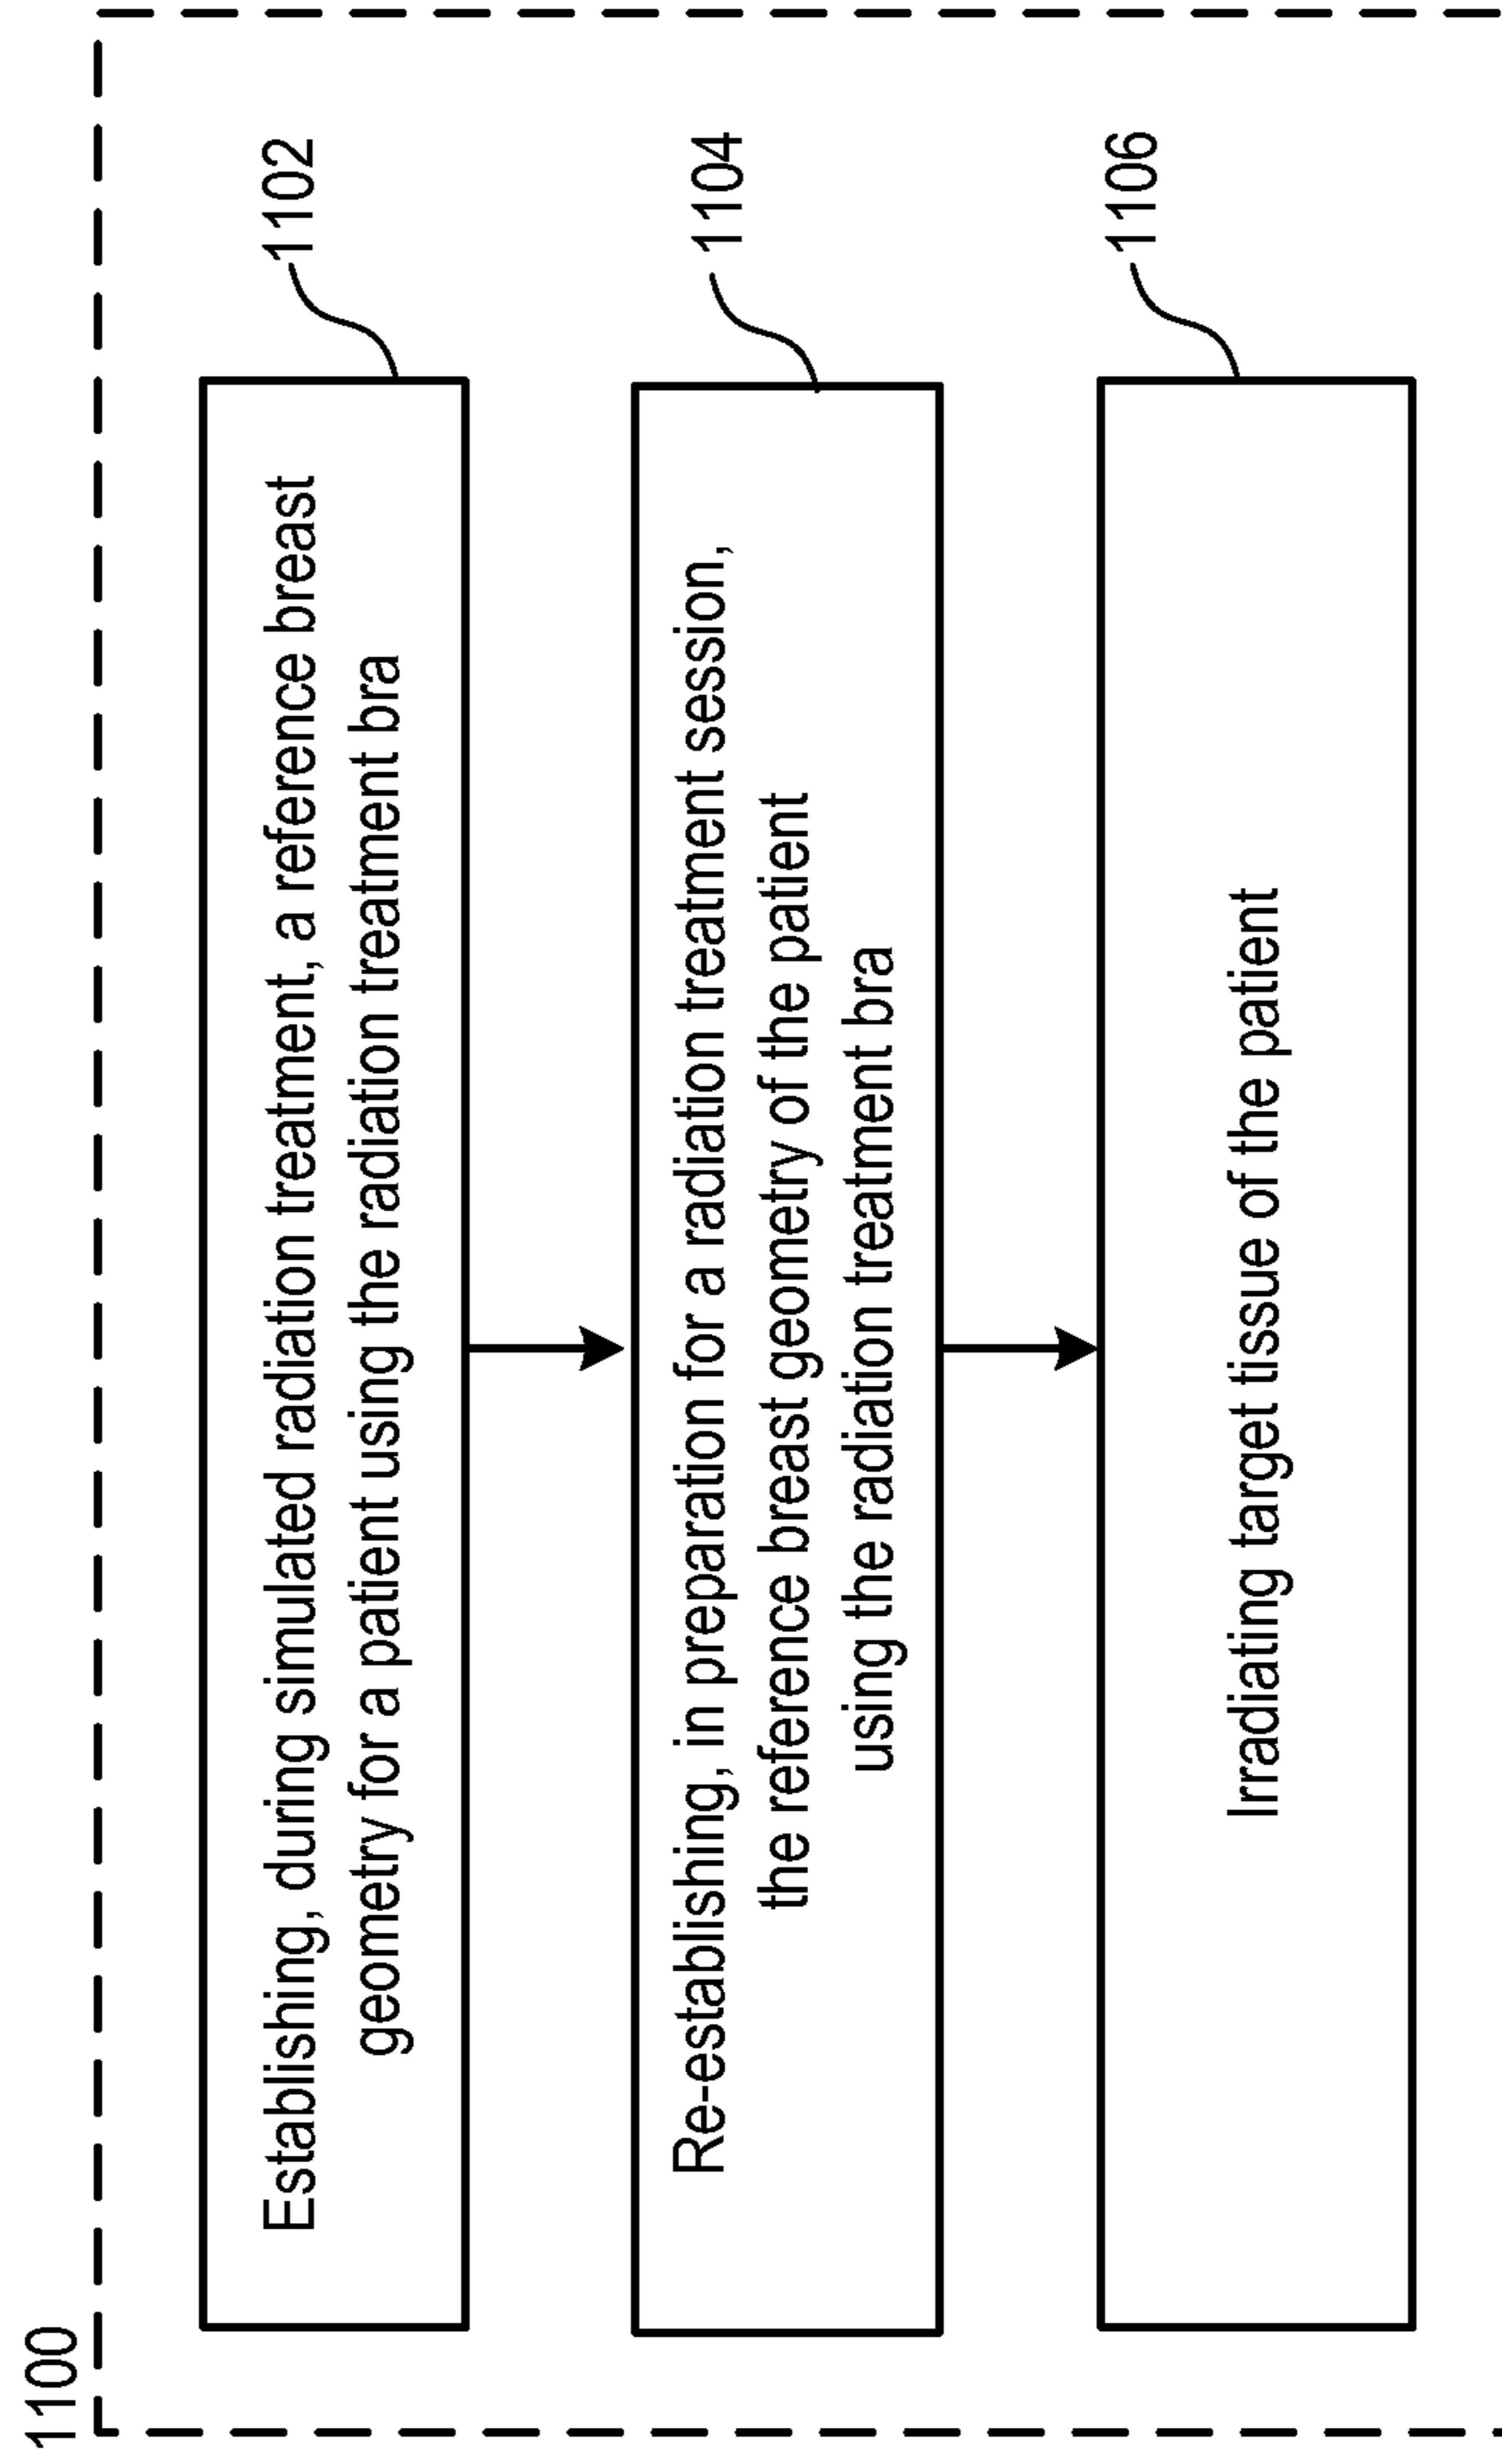 1100
Establishing, during simulated radiation treatment, a reference breast
geometry for a patient using the radiation treatment bra
1102
Re-establishing, in preparation for a radiation treatment session,
the reference breast geometry of the patient
using the radiation treatment bra
1104
Irradiating target tissue of the patient
1106